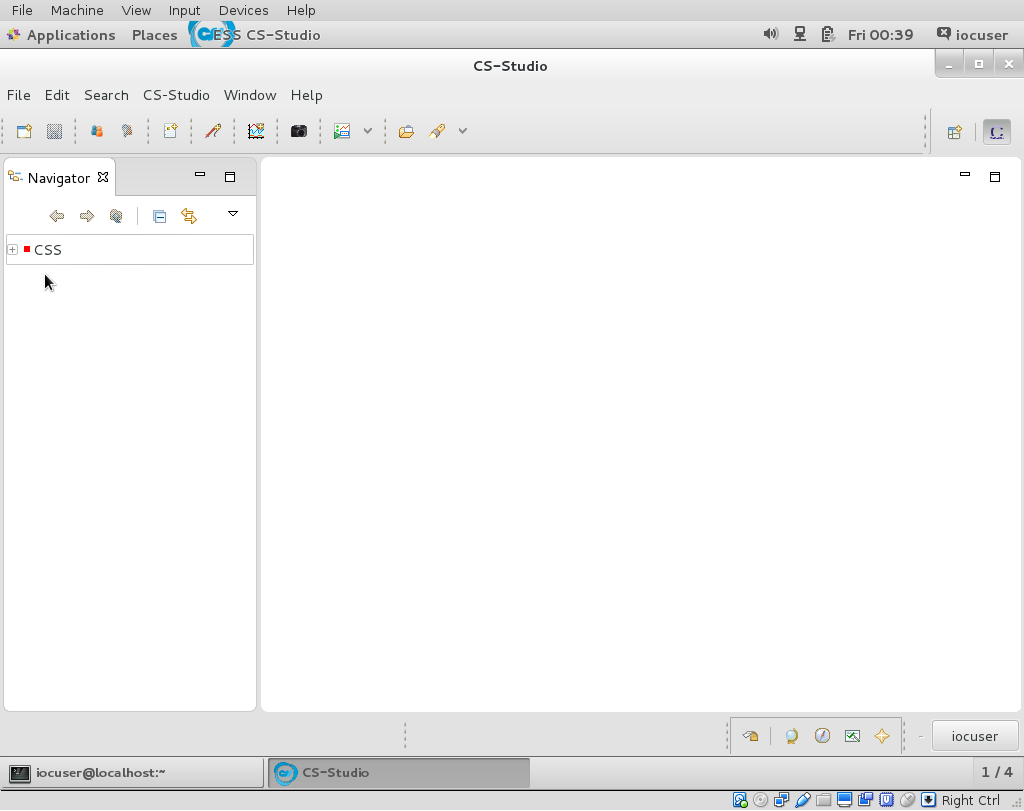 File Machine View Input Devices Help
Applications Places ESS CS-Studio Fri 00:39 iocuser
CS-Studio
File Edit Search CS-Studio Window Help
Navigator
CSS
iocuser
iocuser@localhost:~ CS-Studio 1 / 4
Right Ctrl